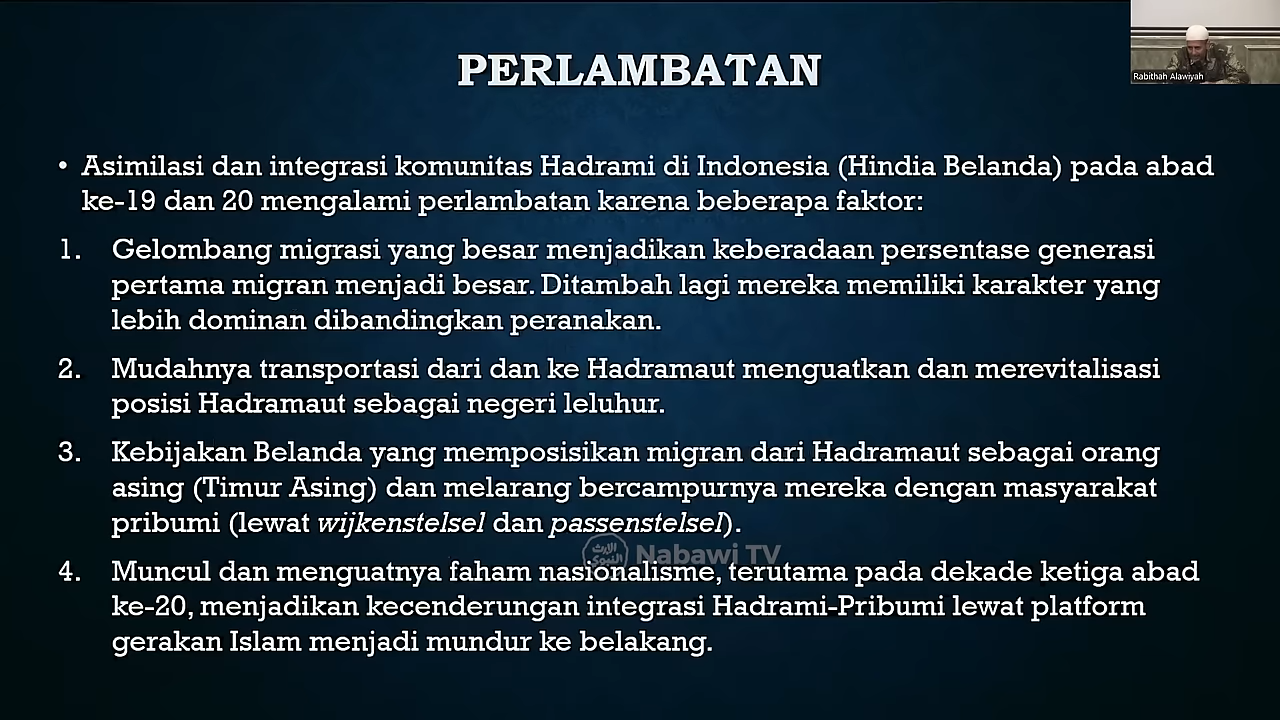 PERLAMBATAN
Rabithah Alawiyah
• Asimilasi dan integrasi komunitas Hadrami di Indonesia (Hindia Belanda) pada abad
ke-19 dan 20 mengalami perlambatan karena beberapa faktor:
1. Gelombang migrasi yang besar menjadikan keberadaan persentase generasi
pertama migran menjadi besar. Ditambah lagi mereka memiliki karakter yang
lebih dominan dibandingkan peranakan.
2. Mudahnya transportasi dari dan ke Hadramaut menguatkan dan merevitalisasi
posisi Hadramaut sebagai negeri leluhur.
3. Kebijakan Belanda yang memposisikan migran dari Hadramaut sebagai orang
asing (Timur Asing) dan melarang bercampurnya mereka dengan masyarakat
pribumi (lewat wijkenstelsel dan passenstelsel).
الإرث
النبوي
Nabawi TV
4. Muncul dan menguatnya faham nasionalisme, terutama pada dekade ketiga abad
ke-20, menjadikan kecenderungan integrasi Hadrami-Pribumi lewat platform
gerakan Islam menjadi mundur ke belakang.